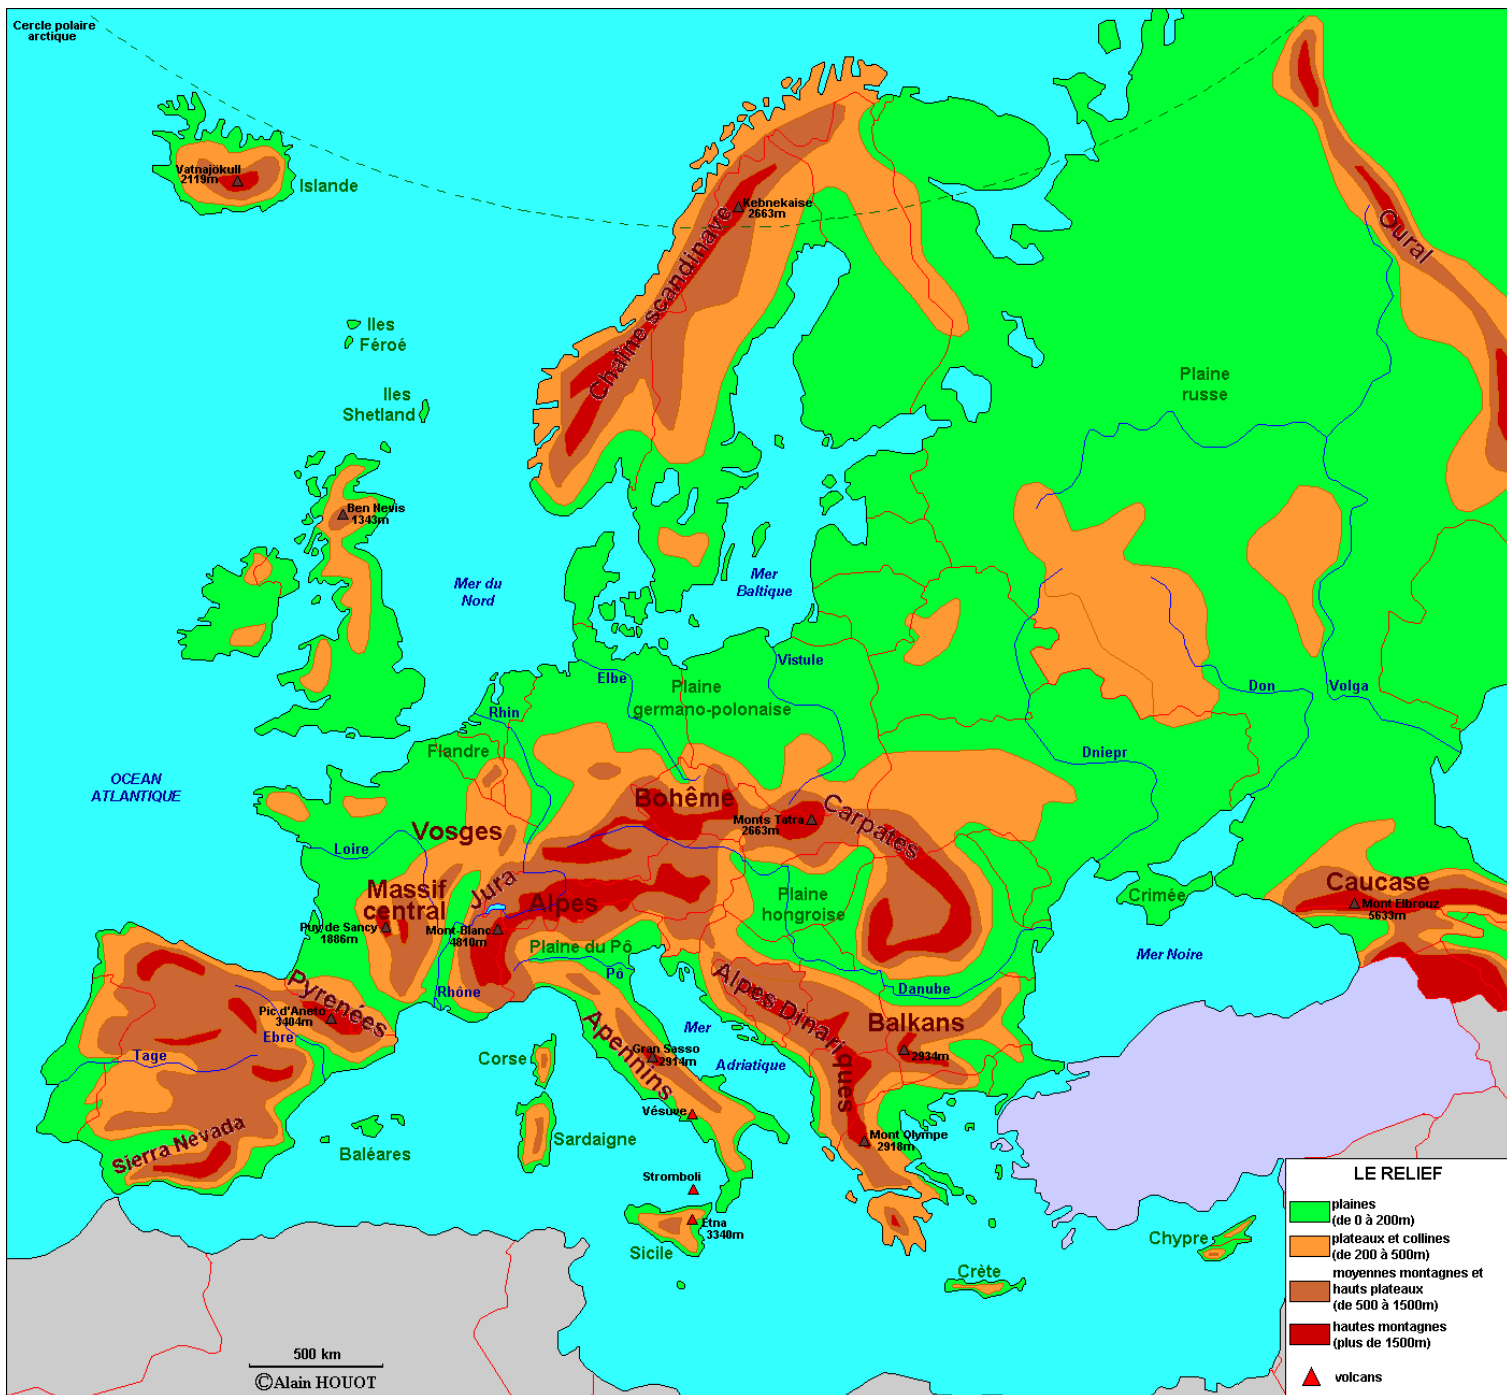 Cercle polaire
arctique
Vatnajökull
2119m
Islande
Kebnekaise
2663m
Chaîne scandinave
Oural
Iles
Féroé
Iles
Shetland
Plaine
russe
Ben Nevis
1343m
Mer du
Nord
Mer
Baltique
Vistule
Elbe
Plaine
germano-polonaise
Rhin
Don
Volga
Flandre
Dniepr
OCEAN
ATLANTIQUE
Bohême
Monts Tatra
2663m
Carpates
Vosges
Loire
Jura
Massif
central
Alpes
Plaine
hongroise
Crimée
Caucase
Mont Elbrouz
5633m
Puy de Sancy
1886m
Mont-Blanc
4810m
Plaine du Pô
Pô
Mer Noire
Rhône
Danube
Pyrenées
Pic d'Aneto
3404m
Ebre
Alpes Dinariques
Balkans
2934m
Tage
Corse
Apennins
Gran Sasso
2914m
Mer
Adriatique
Vésuve
Sierra Nevada
Baléares
Sardaigne
Mont Olympe
2918m
Stromboli
Etna
3340m
Sicile
Crète
Chypre
LE RELIEF
plaines
(de 0 à 200m)
plateaux et collines
(de 200 à 500m)
moyennes montagnes et
hauts plateaux
(de 500 à 1500m)
hautes montagnes
(plus de 1500m)
volcans
500 km
©Alain HOUOT